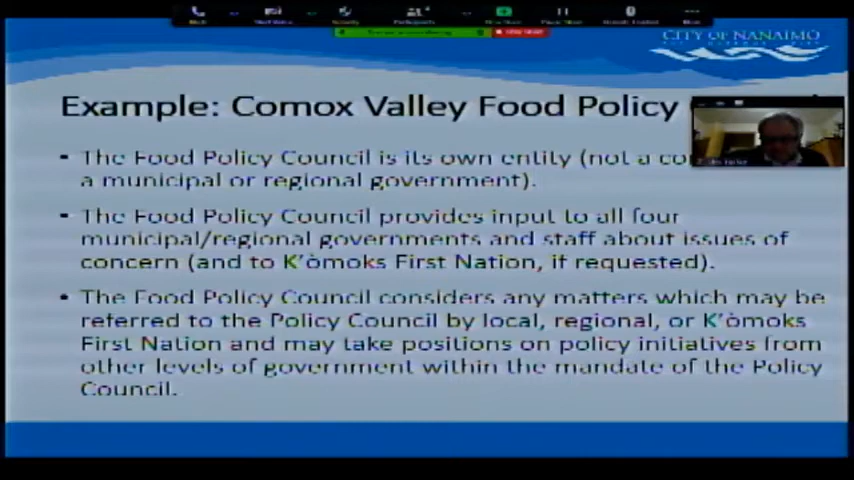 CITY OF NANAIMO
Example: Comox Valley Food Policy
- The Food Policy Council is its own entity (not a
a municipal or regional government).
- The Food Policy Council provides input to all four
municipal/regional governments and staff about issues of
concern (and to K'òmoks First Nation, if requested).
- The Food Policy Council considers any matters which may be
referred to the Policy Council by local, regional, or K'òmoks
First Nation and may take positions on policy initiatives from
other levels of government within the mandate of the Policy
Council.